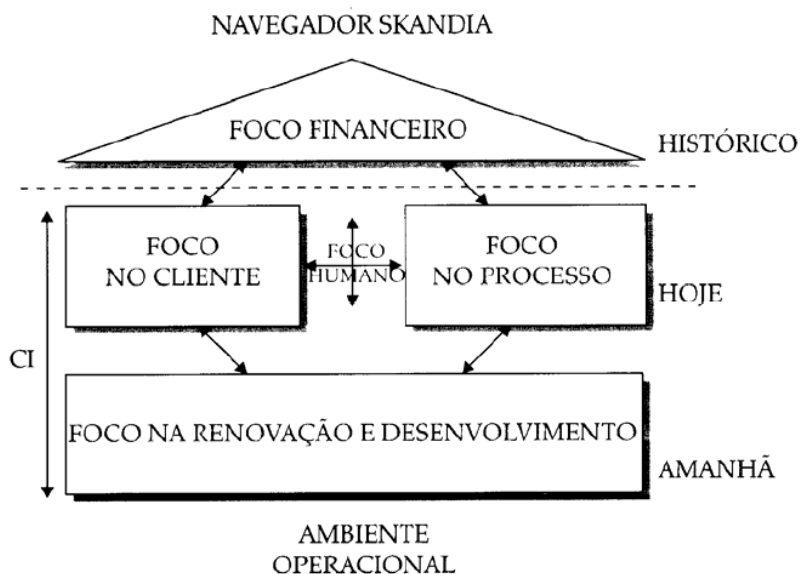 NAVEGADOR SKANDIA
FOCO FINANCEIRO
HISTÓRICO
FOCO
NO CLIENTE
FOCO
HUMANO
FOCO
NO PROCESSO
HOJE
CI
FOCO NA RENOVAÇÃO E DESENVOLVIMENTO
AMANHÃ
AMBIENTE
OPERACIONAL